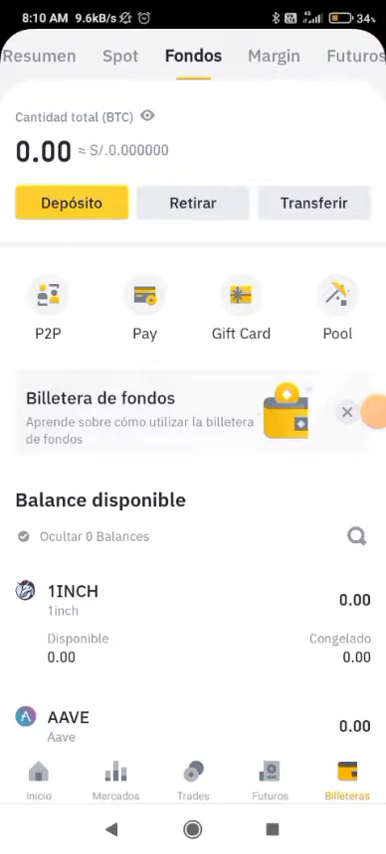 8:10 AM 9.6kB/s 34%
Resumen Spot Fondos Margin Futuros
Cantidad total (BTC)
0.00 ≈ S/.0.000000
Depósito Retirar Transferir
P2P Pay Gift Card Pool
Billetera de fondos
Aprende sobre cómo utilizar la billetera
de fondos
Balance disponible
Ocultar 0 Balances
1INCH 0.00
1inch
Disponible Congelado
0.00 0.00
AAVE 0.00
Aave
Inicio Mercados Trades Futuros Billeteras